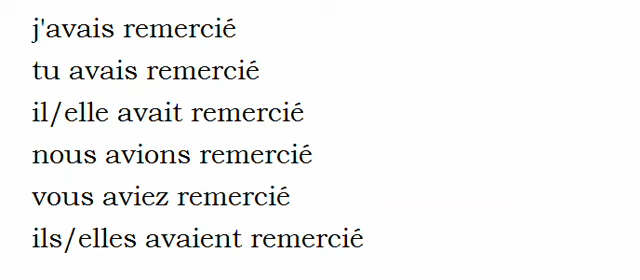 j'avais remercié
tu avais remercié
il/elle avait remercié
nous avions remercié
vous aviez remercié
ils/elles avaient remercié